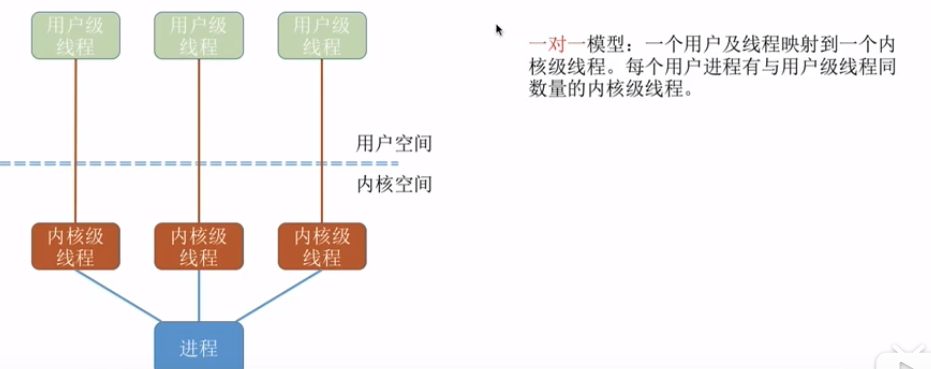 用户级
线程
用户级
线程
用户级
线程
一对一模型：一个用户及线程映射到一个内
核级线程。每个用户进程有与用户级线程同
数量的内核级线程。
用户空间
内核空间
内核级
线程
内核级
线程
内核级
线程
进程